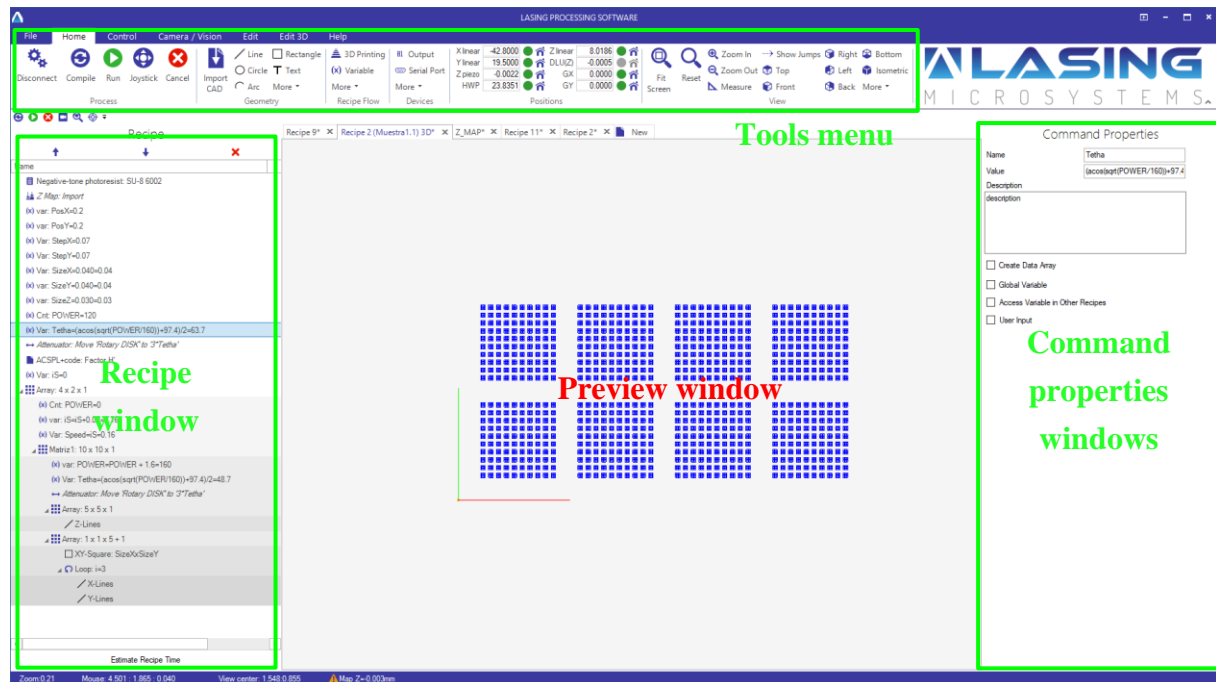 LASING PROCESSING SOFTWARE
File Home Control Camera / Vision Edit Edit 3D Help
Disconnect Compile Run Joystick Cancel
Process
Import CAD
Line Rectangle
Circle Text
Arc More
Geometry
3D Printing
(x) Variable
More
Recipe Flow
Output
Serial Port
More
Devices
X linear -42.8000 Z linear 8.0186
Y linear 19.5000 DLU(Z) -0.0005
Z piezo -0.0022 GX 0.0000
HWP 23.8351 GY 0.0000
Positions
Fit Screen
Reset
Zoom In Show Jumps Right Bottom
Zoom Out Top Left Isometric
Measure Front Back More
View
LASING
MICROSYSTEMS
Recipe
Recipe 9* Recipe 2 (Muestra1.1) 3D* Z_MAP* Recipe 11* Recipe 2* New
Tools menu
Name
Negative-tone photoresist: SU-8 6002
Z Map: Import
(x) var: PosX=0.2
(x) var: PosY=0.2
(x) Var: StepX=0.07
(x) Var: StepY=0.07
(x) Var: SizeX=0.040=0.04
(x) var: SizeY=0.040=0.04
(x) var: SizeZ=0.030=0.03
(x) Cnt: POWER=120
(x) Var: Tetha=(acos(sqrt(POWER/160))+97.4)/2=63.7
Attenuator: Move 'Rotary DISK' to '3*Tetha'
ACSPL+code: Factor H'
(x) Var: iS=0
Array: 4 x 2 x 1
(x) Cnt: POWER=0
(x) var: iS=iS+0.0
(x) Var: Speed=iS=0.16
Matriz1: 10 x 10 x 1
(x) var: POWER=POWER + 1.6=160
(x) Var: Tetha=(acos(sqrt(POWER/160))+97.4)/2=48.7
Attenuator: Move 'Rotary DISK' to '3*Tetha'
Array: 5 x 5 x 1
Z-Lines
Array: 1 x 1 x 5 + 1
XY-Square: SizeXxSizeY
Loop: i=3
X-Lines
Y-Lines
Estimate Recipe Time
Recipe
window
Preview window
Command Properties
Name Tetha
Value (acos(sqrt(POWER/160))+97.4
Description
description
Create Data Array
Global Variable
Access Variable in Other Recipes
User Input
Command
properties
windows
Zoom:0.21 Mouse: 4.501 : 1.865 : 0.040 View center: 1.548:0.855 Map Z=-0.003mm